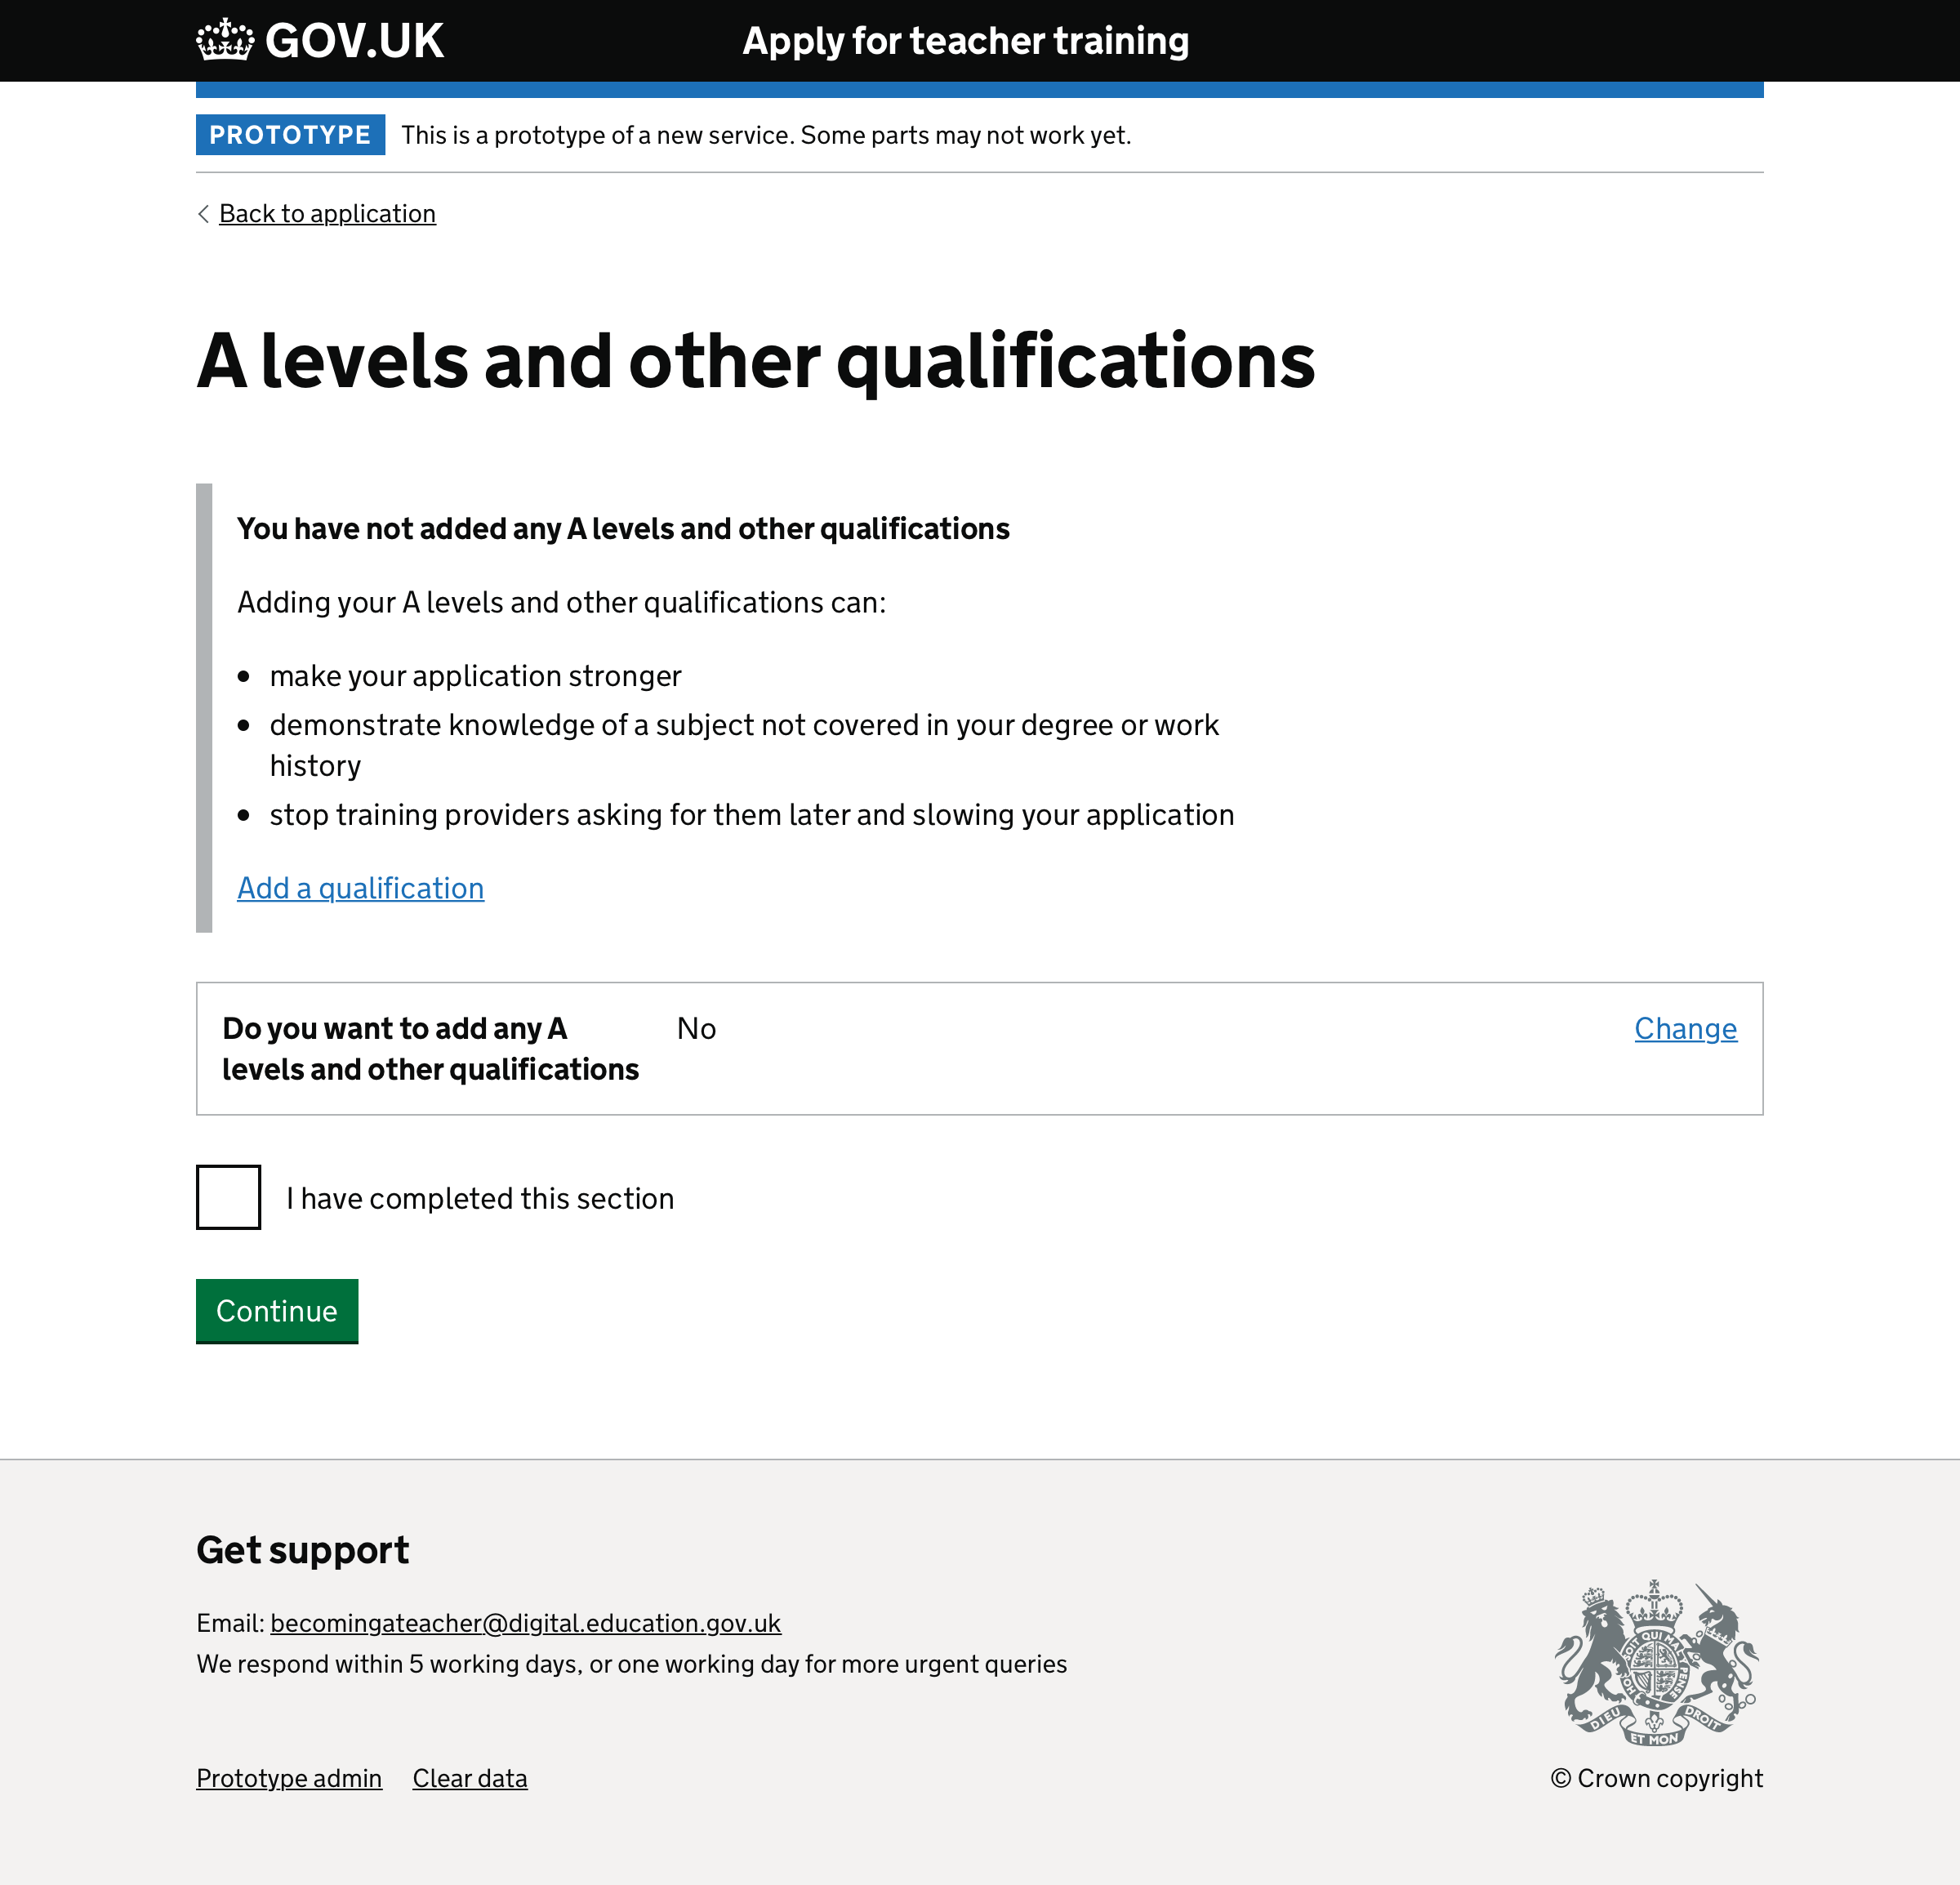 GOV.UK
Apply for teacher training
PROTOTYPE This is a prototype of a new service. Some parts may not work yet.
Back to application
A levels and other qualifications
You have not added any A levels and other qualifications
Adding your A levels and other qualifications can:
make your application stronger
demonstrate knowledge of a subject not covered in your degree or work
history
stop training providers asking for them later and slowing your application
Add a qualification
Do you want to add any A
levels and other qualifications
No
Change
I have completed this section
Continue
Get support
Email: becomingateacher@digital.education.gov.uk
We respond within 5 working days, or one working day for more urgent queries
DIEU ET MON DROIT
Prototype admin
Clear data
© Crown copyright